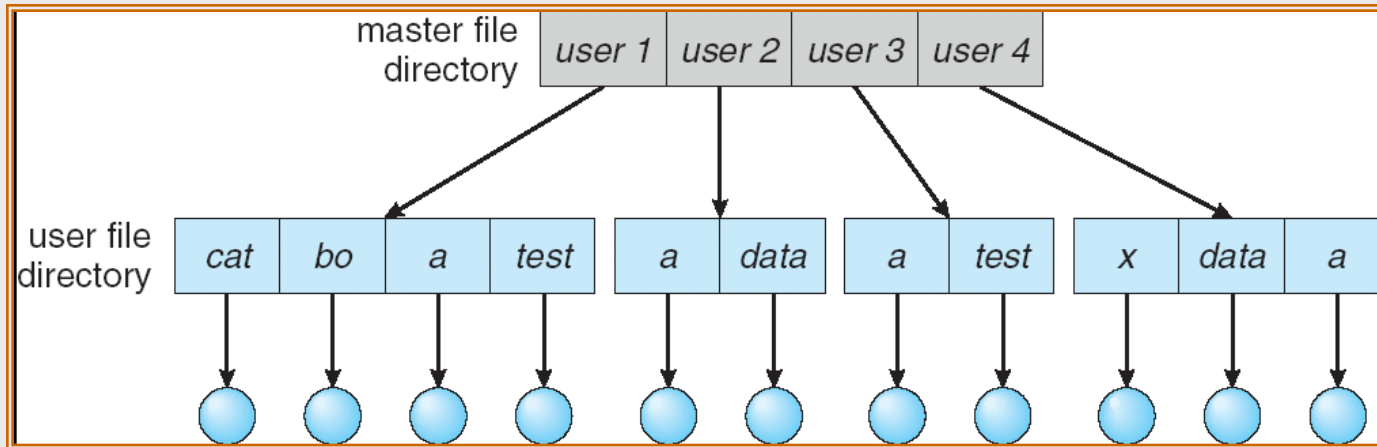 master file
directory
user 1 user 2 user 3 user 4
user file
directory
cat bo a test a data a test x data a